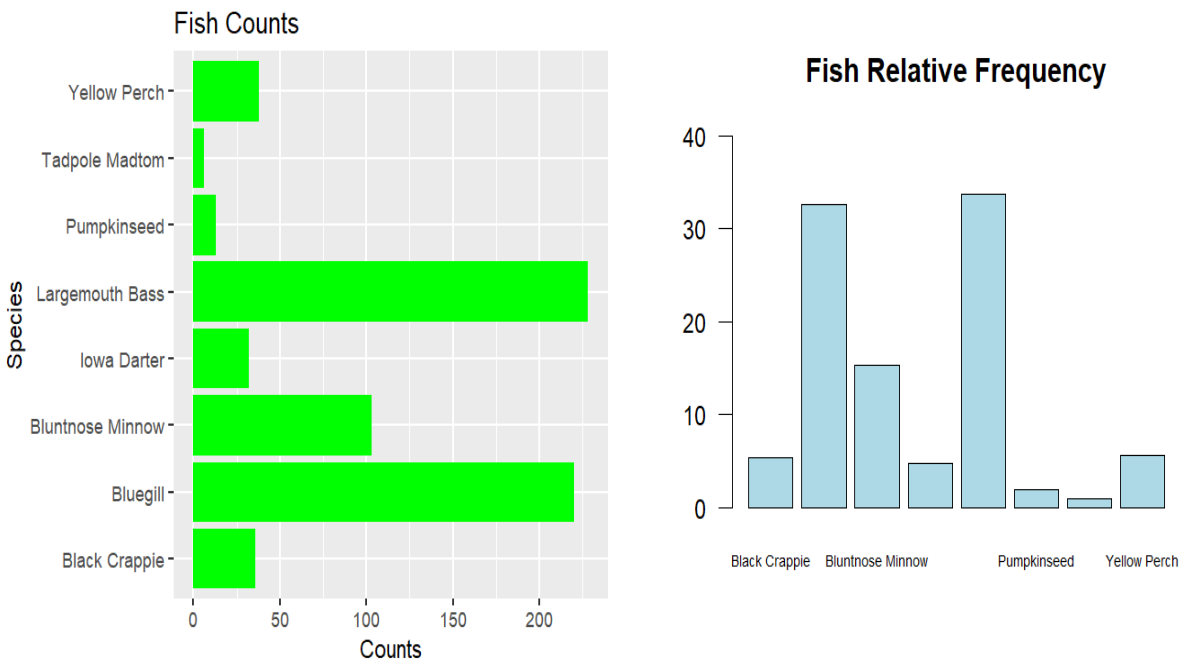 Fish Counts
Species
Yellow Perch
Tadpole Madtom
Pumpkinseed
Largemouth Bass
Iowa Darter
Bluntnose Minnow
Bluegill
Black Crappie
0 50 100 150 200
Counts
Fish Relative Frequency
40
30
20
10
0
Black Crappie Bluntnose Minnow Pumpkinseed Yellow Perch